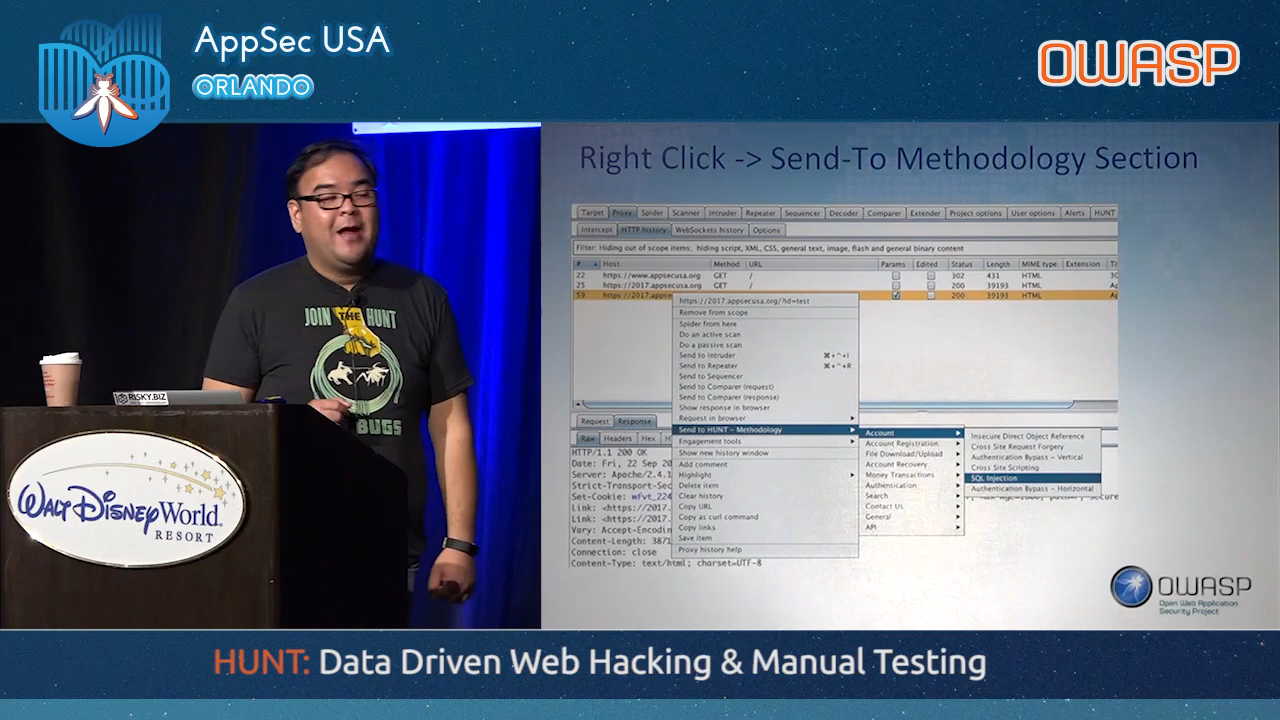 AppSec USA
ORLANDO
OWASP
JOIN THE HUNT
BUGS
RISKY.BIZ
Walt Disney World.
RESORT
Right Click -> Send-To Methodology Section
Target Proxy Spider Scanner Intruder Repeater Sequencer Decoder Comparer Extender Project options User options Alerts HUNT
Intercept HTTP history WebSockets history Options
Filter: Hiding out of scope items; hiding script, XML, CSS, general text, image, flash and general binary content
# Host Method URL Params Edited Status Length MIME type Extension
22 https://www.appsecusa.org GET / 302 431 HTML
25 https://2017.appsecusa.org GET / 200 39193 HTML
59 https://2017.appse 200 39193 HTML
https://2017.appsecusa.org/?id=test
Remove from scope
Spider from here
Do an active scan
Do a passive scan
Send to Intruder ⌘+^+I
Send to Repeater ⌘+^+R
Send to Sequencer
Send to Comparer (request)
Send to Comparer (response)
Show response in browser
Request in browser
Send to HUNT - Methodology
Engagement tools
Show new history window
Add comment
Highlight
Delete item
Clear history
Copy URL
Copy as curl command
Copy links
Save item
Proxy history help
Account
Account Registration
File Download/Upload
Account Recovery
Money Transactions
Authentication
Search
Contact Us
General
API
Insecure Direct Object Reference
Cross Site Request Forgery
Authentication Bypass - Vertical
Cross Site Scripting
SQL Injection
Authentication Bypass - Horizontal
Request Response
Raw Headers Hex
HTTP/1.1 200 OK
Date: Fri, 22 Sep 20
Server: Apache/2.4.1
Strict-Transport-Sec
Set-Cookie: wfvt_224
Link: <https://2017.
Link: <https://2017.
Vary: Accept-Encodin
Content-Length: 3871
Connection: close
Content-Type: text/html; charset=UTF-8
OWASP
Open Web Application
Security Project
HUNT: Data Driven Web Hacking & Manual Testing